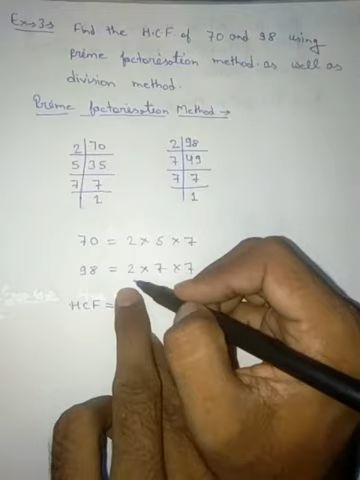 Ex→3→ Find the H.C.F. of 70 and 98 using
prime factorisation method as well as
division method.
Prime factorisation Method →
2 | 70
5 | 35
7 | 7
1
2 | 98
7 | 49
7 | 7
1
70 = 2 × 5 × 7
98 = 2 × 7 × 7
HCF =